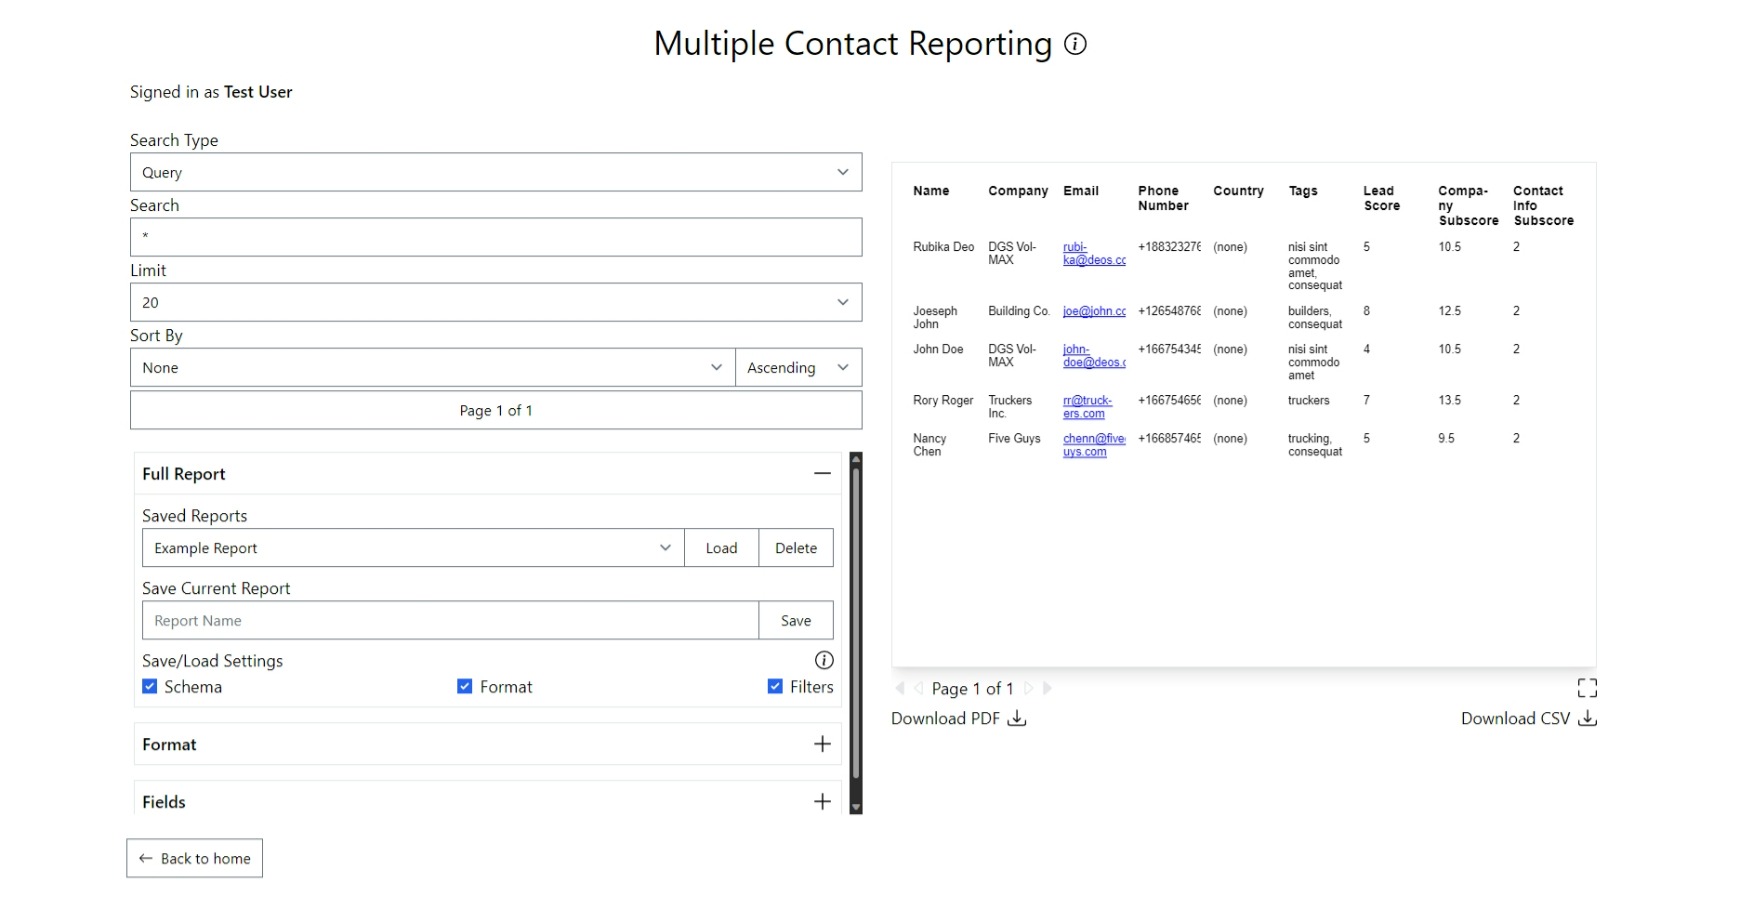 Multiple Contact Reporting
Signed in as Test User
Search Type
Query
Search
*
Limit
20
Sort By
None
Ascending
Page 1 of 1
Full Report
Saved Reports
Example Report
Load
Delete
Save Current Report
Report Name
Save
Save/Load Settings
Schema
Format
Filters
Format
Fields
Back to home
Name Company Email Phone Country Tags Lead Compa- Contact
Number Score ny Info
Subscore Subscore
Rubika Deo DGS Vol- rubi- +188323276 (none) nisi sint 5 10.5 2
MAX ka@deos.cc commodo
amet,
consequat
Joeseph Building Co. joe@john.cc +126548768 (none) builders, 8 12.5 2
John consequat
John Doe DGS Vol- john- +166754345 (none) nisi sint 4 10.5 2
MAX doe@deos.c commodo
amet
Rory Roger Truckers rr@truck- +166754656 (none) truckers 7 13.5 2
Inc. ers.com
Nancy Five Guys chenn@five +166857465 (none) trucking, 5 9.5 2
Chen uys.com consequat
Page 1 of 1
Download PDF
Download CSV